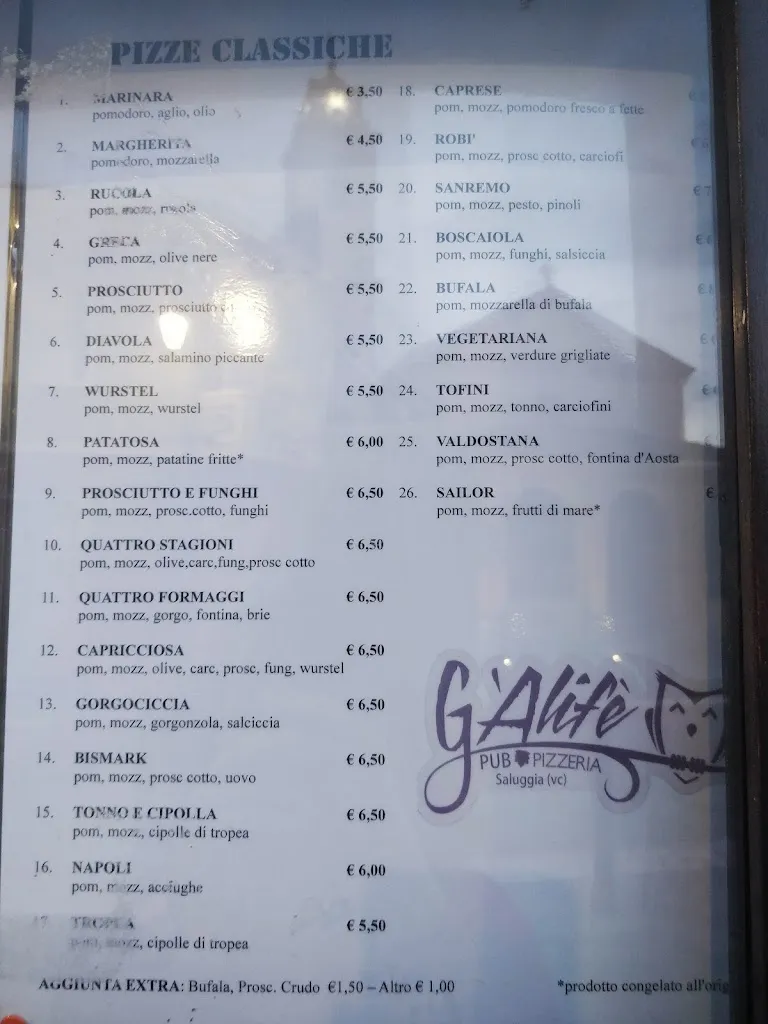 PIZZE CLASSICHE
1. MARINARA € 3,50
pomodoro, aglio, olio
2. MARGHERITA € 4,50
pomodoro, mozzarella
3. RUCOLA € 5,50
pom, mozz, rucola
4. GRECA € 5,50
pom, mozz, olive nere
5. PROSCIUTTO € 5,50
pom, mozz, prosciutto
6. DIAVOLA € 5,50
pom, mozz, salamino piccante
7. WURSTEL € 5,50
pom, mozz, wurstel
8. PATATOSA € 6,00
pom, mozz, patatine fritte*
9. PROSCIUTTO E FUNGHI € 6,50
pom, mozz, prosc.cotto, funghi
10. QUATTRO STAGIONI € 6,50
pom, mozz, olive,carc,fung,prosc cotto
11. QUATTRO FORMAGGI € 6,50
pom, mozz, gorgo, fontina, brie
12. CAPRICCIOSA € 6,50
pom, mozz, olive, carc, prosc, fung, wurstel
13. GORGOCICCIA € 6,50
pom, mozz, gorgonzola, salciccia
14. BISMARK € 6,50
pom, mozz, prosc cotto, uovo
15. TONNO E CIPOLLA € 6,50
pom, mozz, cipolle di tropea
16. NAPOLI € 6,00
pom, mozz, acciughe
17. TROPEA € 5,50
pom, mozz, cipolle di tropea
18. CAPRESE €
pom, mozz, pomodoro fresco a fette
19. ROBI' €
pom, mozz, prosc cotto, carciofi
20. SANREMO € 7
pom, mozz, pesto, pinoli
21. BOSCAIOLA €
pom, mozz, funghi, salsiccia
22. BUFALA €
pom, mozzarella di bufala
23. VEGETARIANA €
pom, mozz, verdure grigliate
24. TOFINI €
pom, mozz, tonno, carciofini
25. VALDOSTANA €
pom, mozz, prosc cotto, fontina d'Aosta
26. SAILOR €
pom, mozz, frutti di mare*
G'Alifè
PUB PIZZERIA
Saluggia (vc)
AGGIUNTA EXTRA: Bufala, Prosc. Crudo €1,50 – Altro € 1,00
*prodotto congelato all'orig